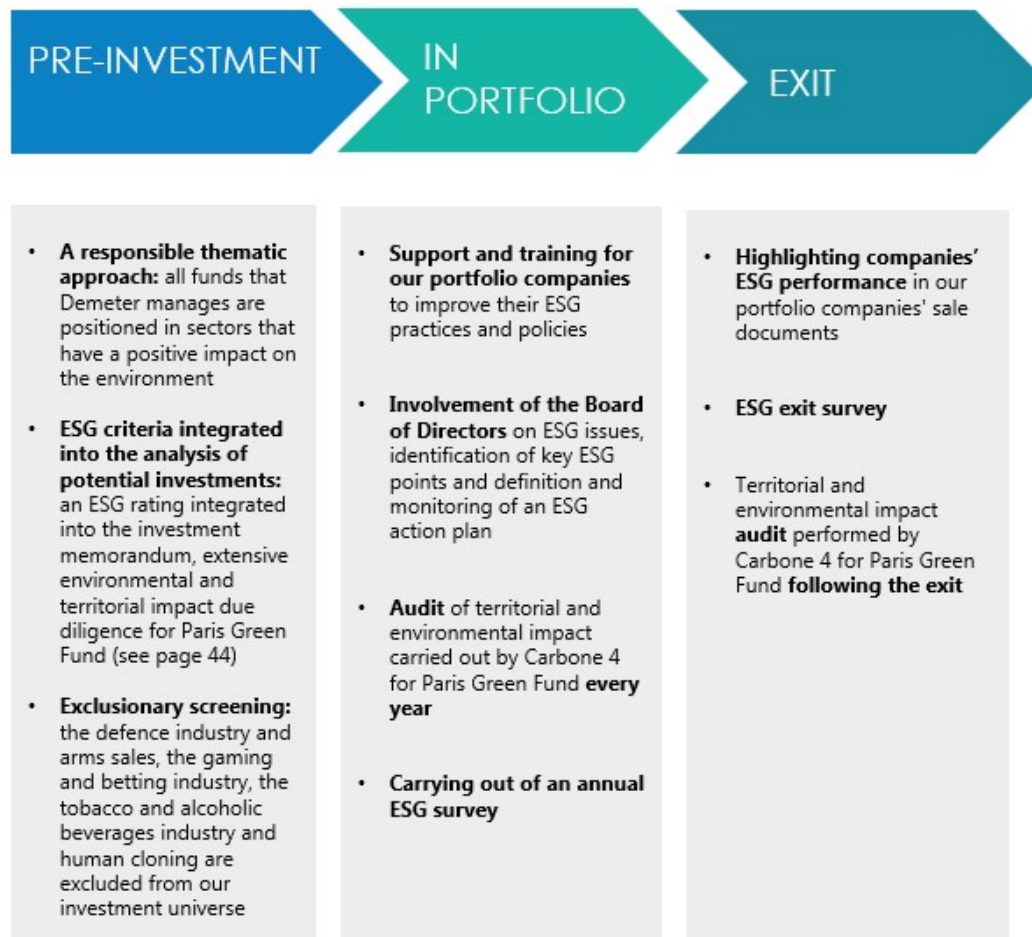 PRE-INVESTMENT
IN
PORTFOLIO
EXIT
• A responsible thematic
approach: all funds that
Demeter manages are
positioned in sectors that
have a positive impact on
the environment
• ESG criteria integrated
into the analysis of
potential investments:
an ESG rating integrated
into the investment
memorandum, extensive
environmental and
territorial impact due
diligence for Paris Green
Fund (see page 44)
• Exclusionary screening:
the defence industry and
arms sales, the gaming
and betting industry, the
tobacco and alcoholic
beverages industry and
human cloning are
excluded from our
investment universe
• Support and training for
our portfolio companies
to improve their ESG
practices and policies
• Involvement of the Board
of Directors on ESG issues,
identification of key ESG
points and definition and
monitoring of an ESG
action plan
• Audit of territorial and
environmental impact
carried out by Carbone 4
for Paris Green Fund every
year
• Carrying out of an annual
ESG survey
• Highlighting companies’
ESG performance in our
portfolio companies' sale
documents
• ESG exit survey
• Territorial and
environmental impact
audit performed by
Carbone 4 for Paris Green
Fund following the exit